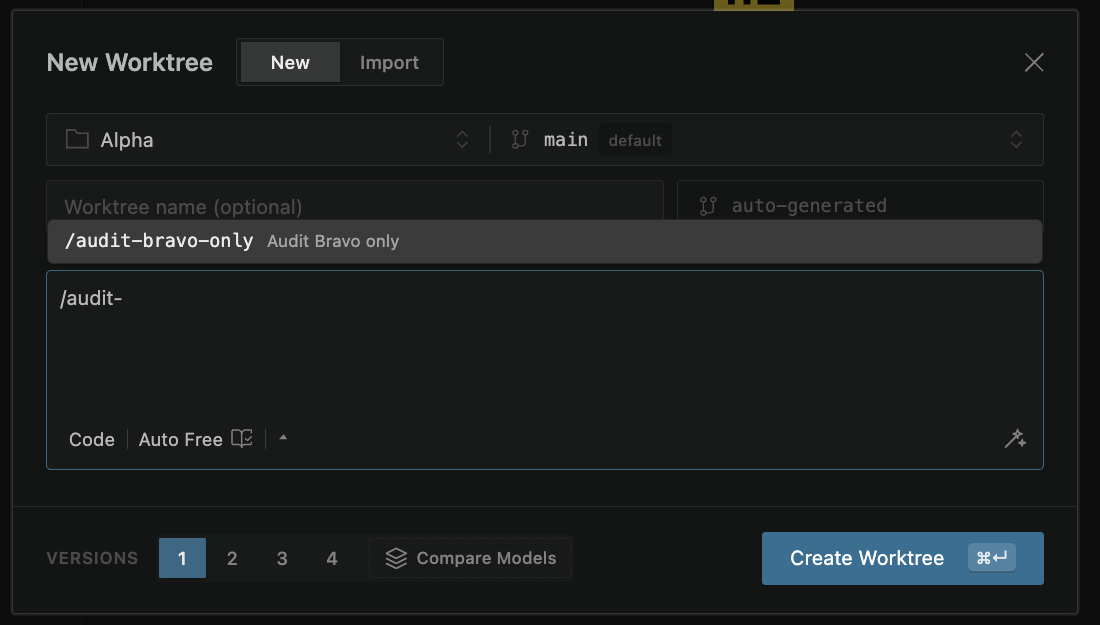 New Worktree New Import
Alpha main default
Worktree name (optional) auto-generated
/audit-bravo-only Audit Bravo only
/audit-
Code Auto Free
VERSIONS 1 2 3 4 Compare Models Create Worktree ⌘↵